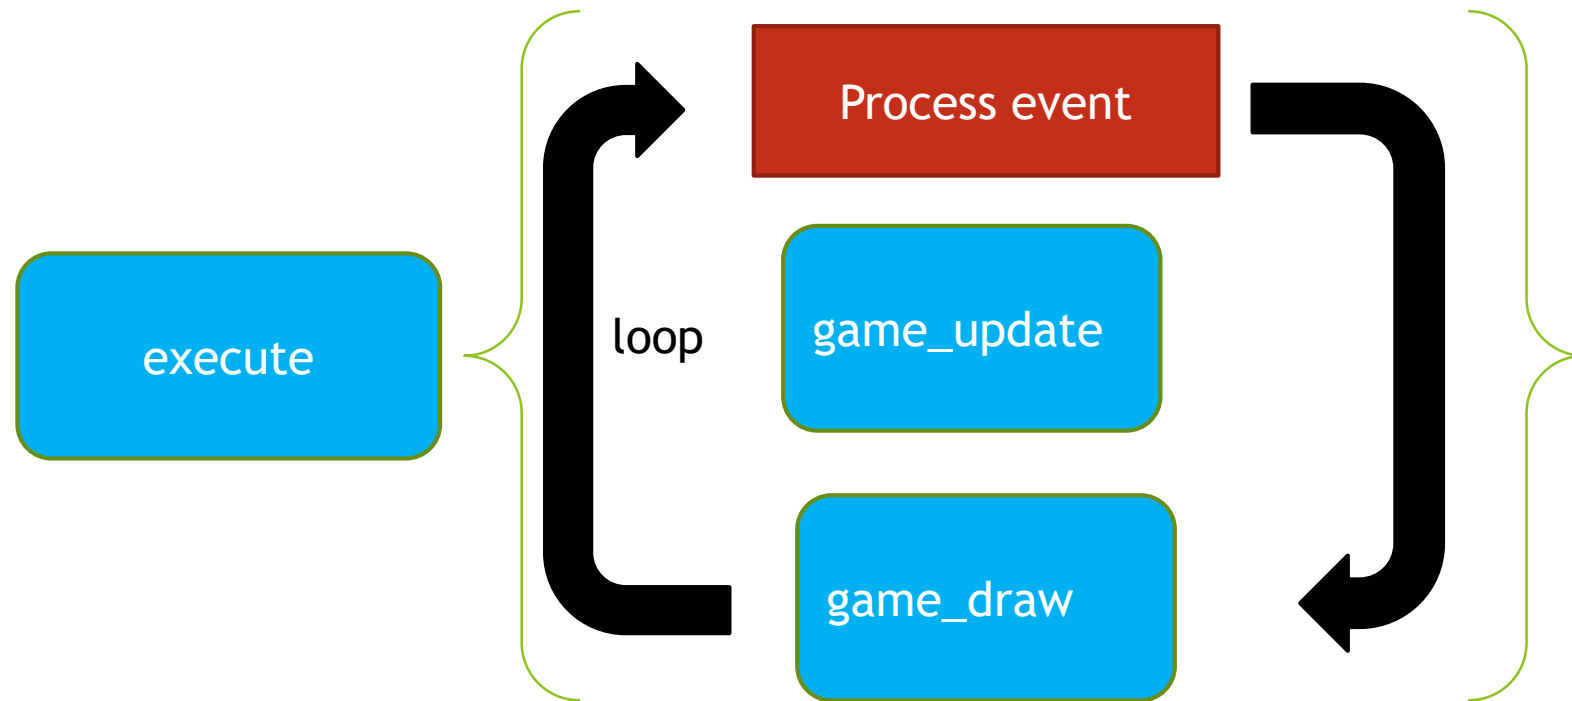 Process event
execute
loop
game_update
game_draw